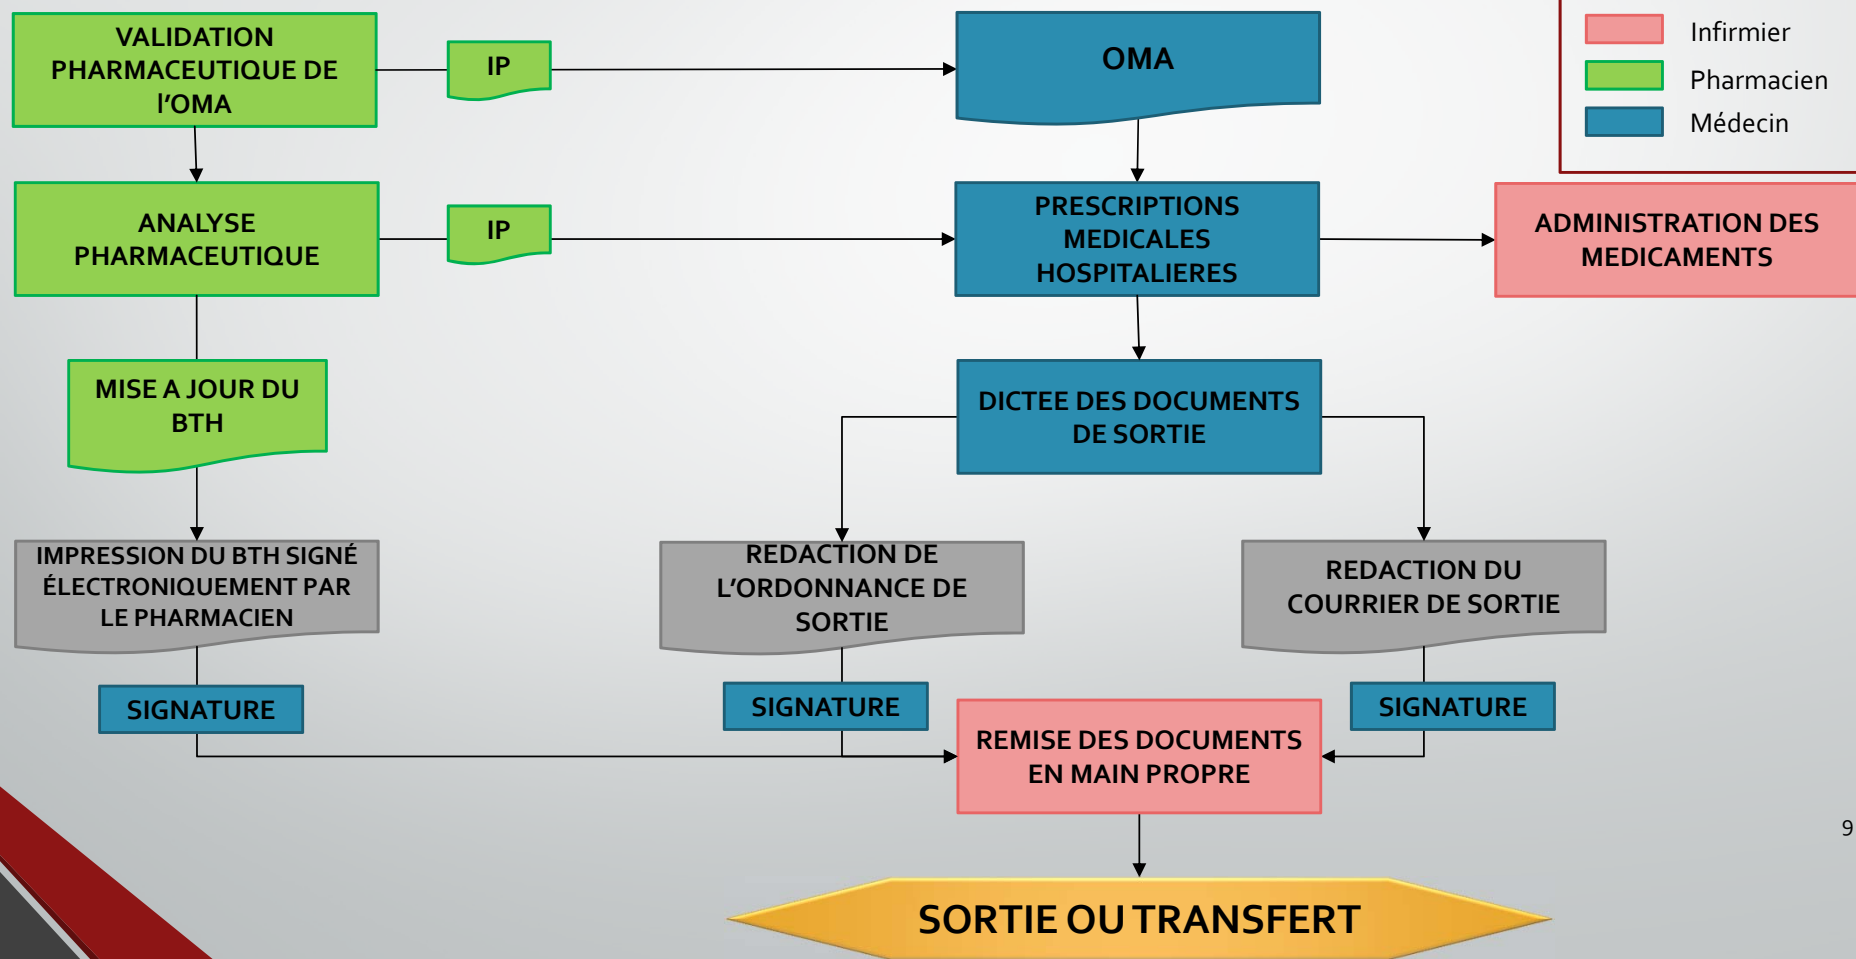 VALIDATION
PHARMACEUTIQUE DE
l'OMA
IP
OMA
Infirmier
Pharmacien
Médecin
ANALYSE
PHARMACEUTIQUE
IP
PRESCRIPTIONS
MEDICALES
HOSPITALIERES
ADMINISTRATION DES
MEDICAMENTS
MISE A JOUR DU
BTH
DICTEE DES DOCUMENTS
DE SORTIE
IMPRESSION DU BTH SIGNÉ
ÉLECTRONIQUEMENT PAR
LE PHARMACIEN
REDACTION DE
L'ORDONNANCE DE
SORTIE
REDACTION DU
COURRIER DE SORTIE
SIGNATURE
SIGNATURE
SIGNATURE
REMISE DES DOCUMENTS
EN MAIN PROPRE
9
SORTIE OU TRANSFERT